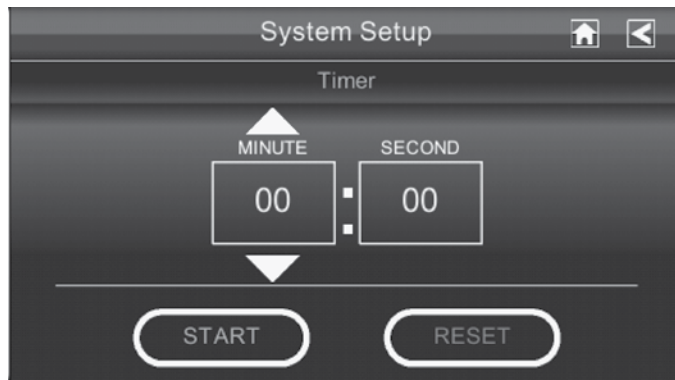 System Setup
Timer
MINUTE SECOND
00 : 00
START RESET